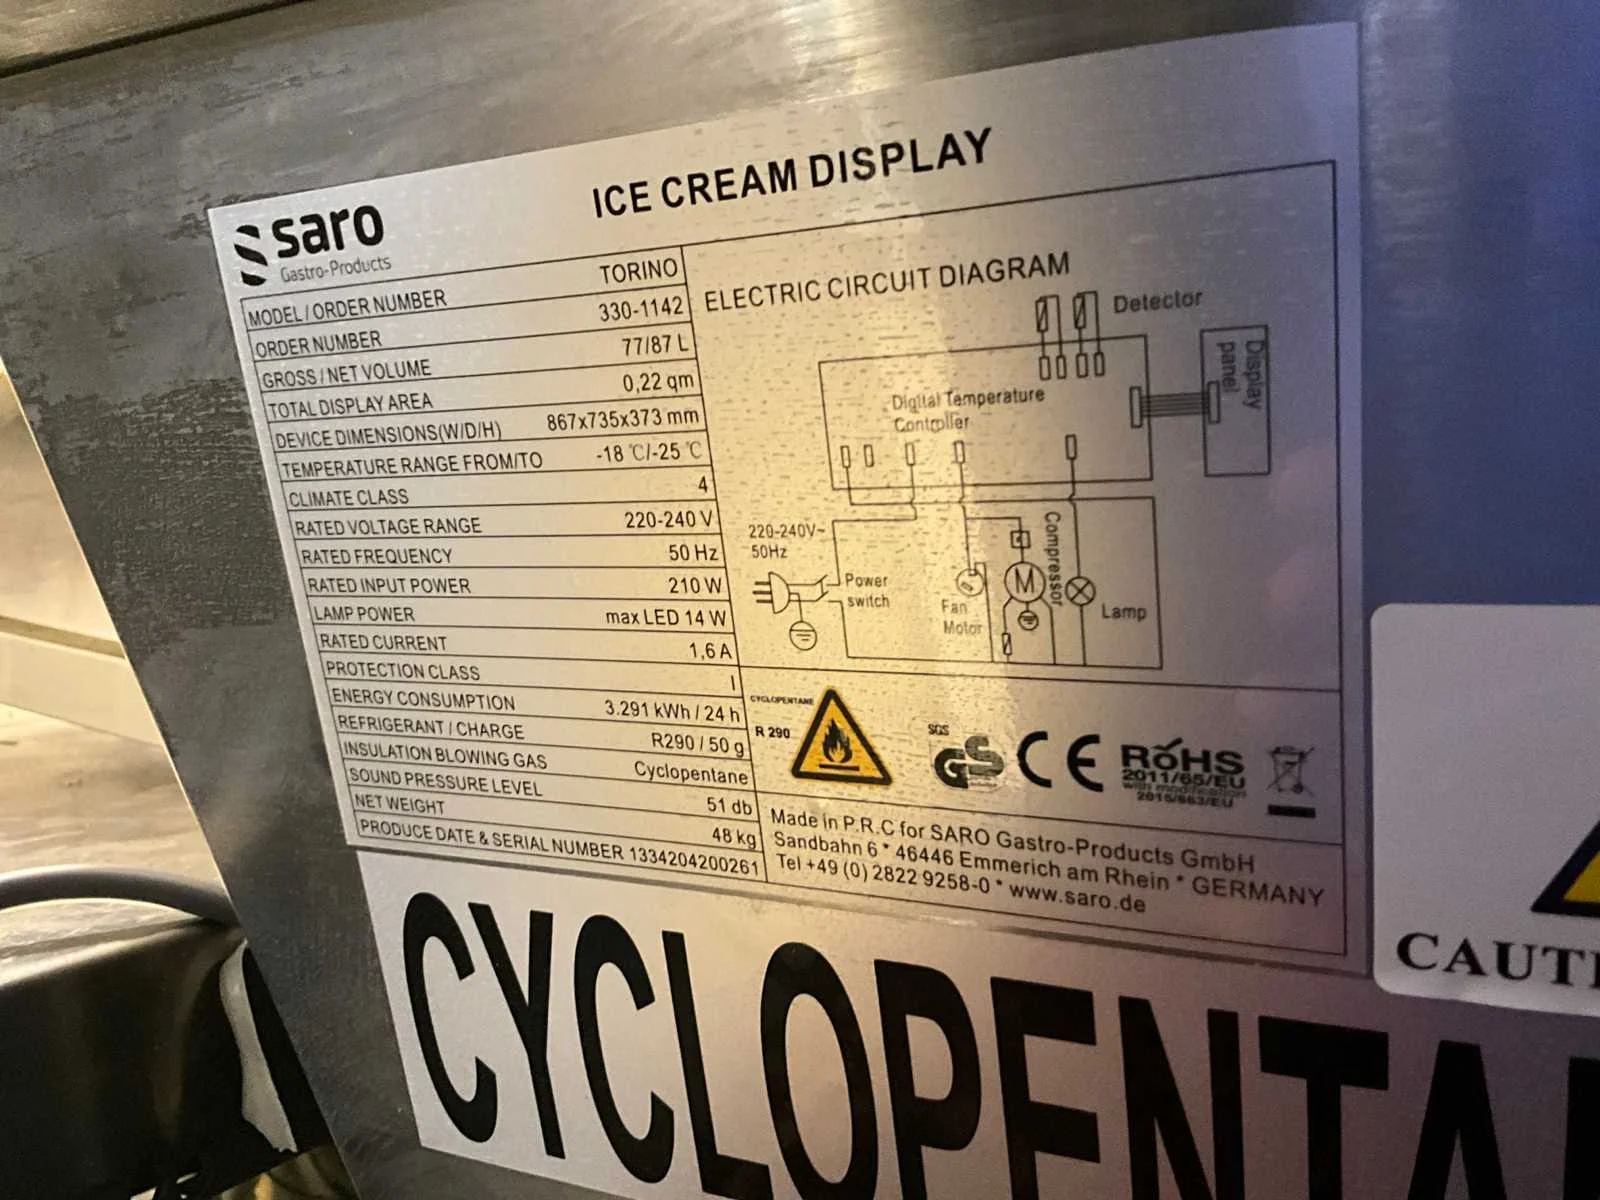 saro
Gastro-Products
ICE CREAM DISPLAY
MODEL / ORDER NUMBER TORINO
ORDER NUMBER 330-1142
GROSS / NET VOLUME 77/87 L
TOTAL DISPLAY AREA 0,22 qm
DEVICE DIMENSIONS(W/D/H) 867x735x373 mm
TEMPERATURE RANGE FROM/TO -18 ℃/-25 ℃
CLIMATE CLASS 4
RATED VOLTAGE RANGE 220-240 V
RATED FREQUENCY 50 Hz
RATED INPUT POWER 210 W
LAMP POWER max LED 14 W
RATED CURRENT 1,6 A
PROTECTION CLASS I
ENERGY CONSUMPTION 3.291 kWh / 24 h
REFRIGERANT / CHARGE R290 / 50 g
INSULATION BLOWING GAS Cyclopentane
SOUND PRESSURE LEVEL 51 db
NET WEIGHT 48 kg
PRODUCE DATE & SERIAL NUMBER 1334204200261
ELECTRIC CIRCUIT DIAGRAM
Detector
Display
panel
Digital Temperature
Controller
220-240V~
50Hz
Power
switch
Fan
Motor
M
Compressor
Lamp
CYCLOPENTANE
R 290
SGS
GS
CE
RoHS
2011/65/EU
with modification
2015/863/EU
Made in P.R.C for SARO Gastro-Products GmbH
Sandbahn 6 * 46446 Emmerich am Rhein * GERMANY
Tel +49 (0) 2822 9258-0 * www.saro.de
CYCLOPENTA
CAUTI